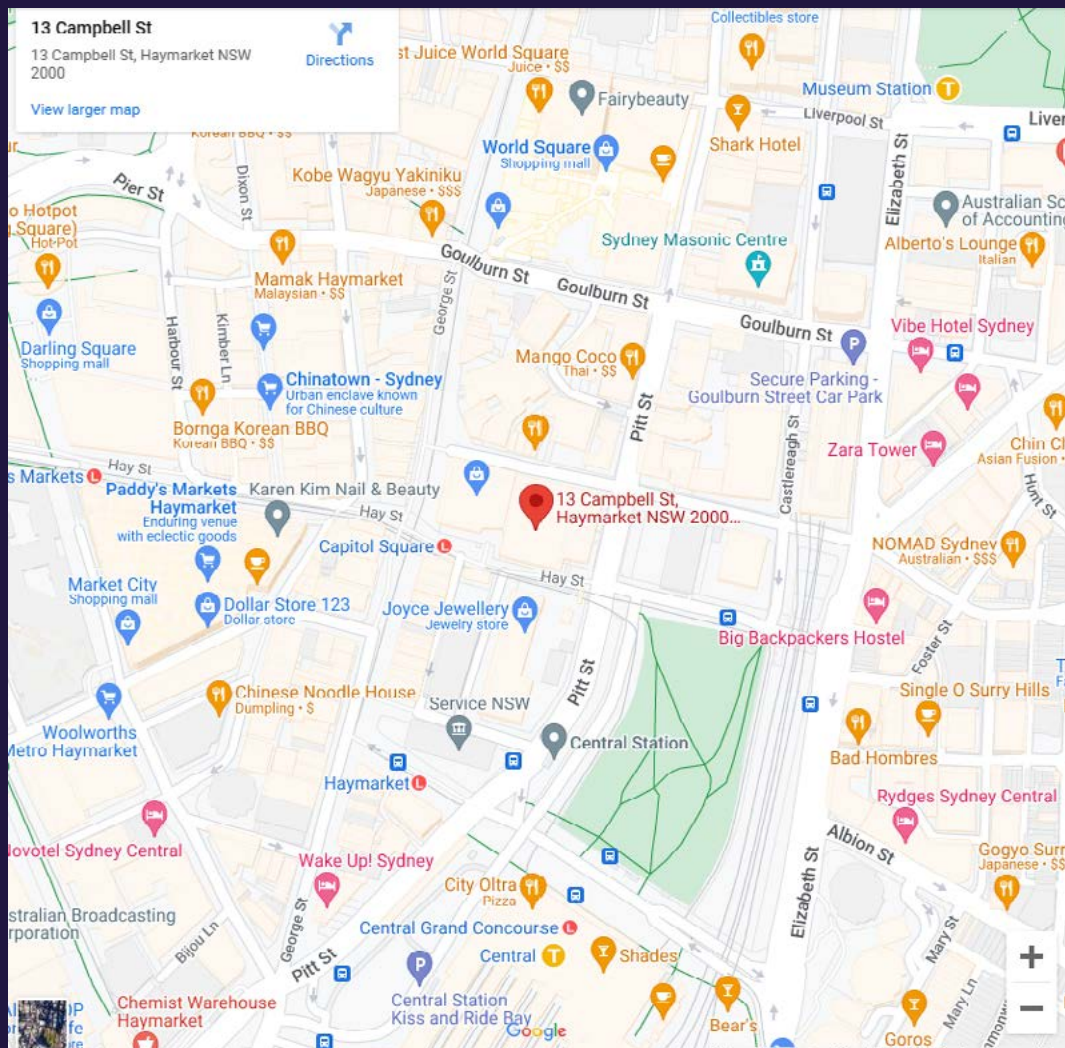 13 Campbell St
13 Campbell St, Haymarket NSW
2000
Directions
View larger map
st Juice World Square
Juice • $$
Collectibles store
Fairybeauty
Museum Station
T
Liverpool St
Liver
Shark Hotel
Korean BBQ • $$
World Square
Shopping mall
Elizabeth St
Pier St
Dixon St
Kobe Wagyu Yakiniku
Japanese • $$$
Australian Sc
of Accounting
o Hotpot
g Square)
Hot Pot
Sydney Masonic Centre
Alberto's Lounge
Italian
Goulburn St
Goulburn St
Goulburn St
Mamak Haymarket
Malaysian • $$
George St
Darling Square
Shopping mall
Harbour St
Kimber Ln
Vibe Hotel Sydney
P
Mango Coco
Thai • $$
Secure Parking -
Goulburn Street Car Park
Chinatown - Sydney
Urban enclave known
for Chinese culture
Pitt St
Castlereagh St
Bornga Korean BBQ
Korean BBQ • $$
Zara Tower
Chin Ch
Asian Fusion •
Hay St
s Markets
L
Hunt St
Paddy's Markets
Haymarket
Enduring venue
with eclectic goods
Karen Kim Nail & Beauty
Hay St
13 Campbell St,
Haymarket NSW 2000...
Capitol Square
L
NOMAD Sydney
Australian • $$$
Hay St
Market City
Shopping mall
Dollar Store 123
Dollar store
Joyce Jewellery
Jewelry store
Big Backpackers Hostel
Foster St
Pitt St
Chinese Noodle House
Dumpling • $
Service NSW
Single O Surry Hills
Woolworths
Metro Haymarket
Central Station
Bad Hombres
Haymarket
L
Rydges Sydney Central
Albion St
Novotel Sydney Central
Wake Up! Sydney
Gogyo Surr
Japanese • $$
City Oltra
Pizza
Elizabeth St
stralian Broadcasting
orporation
Bijou Ln
George St
Central Grand Concourse
L
Mary St
Pitt St
Central
T
Shades
P
Central Station
Kiss and Ride Bay
Mary Ln
Chemist Warehouse
Haymarket
Google
Bear's
Goros